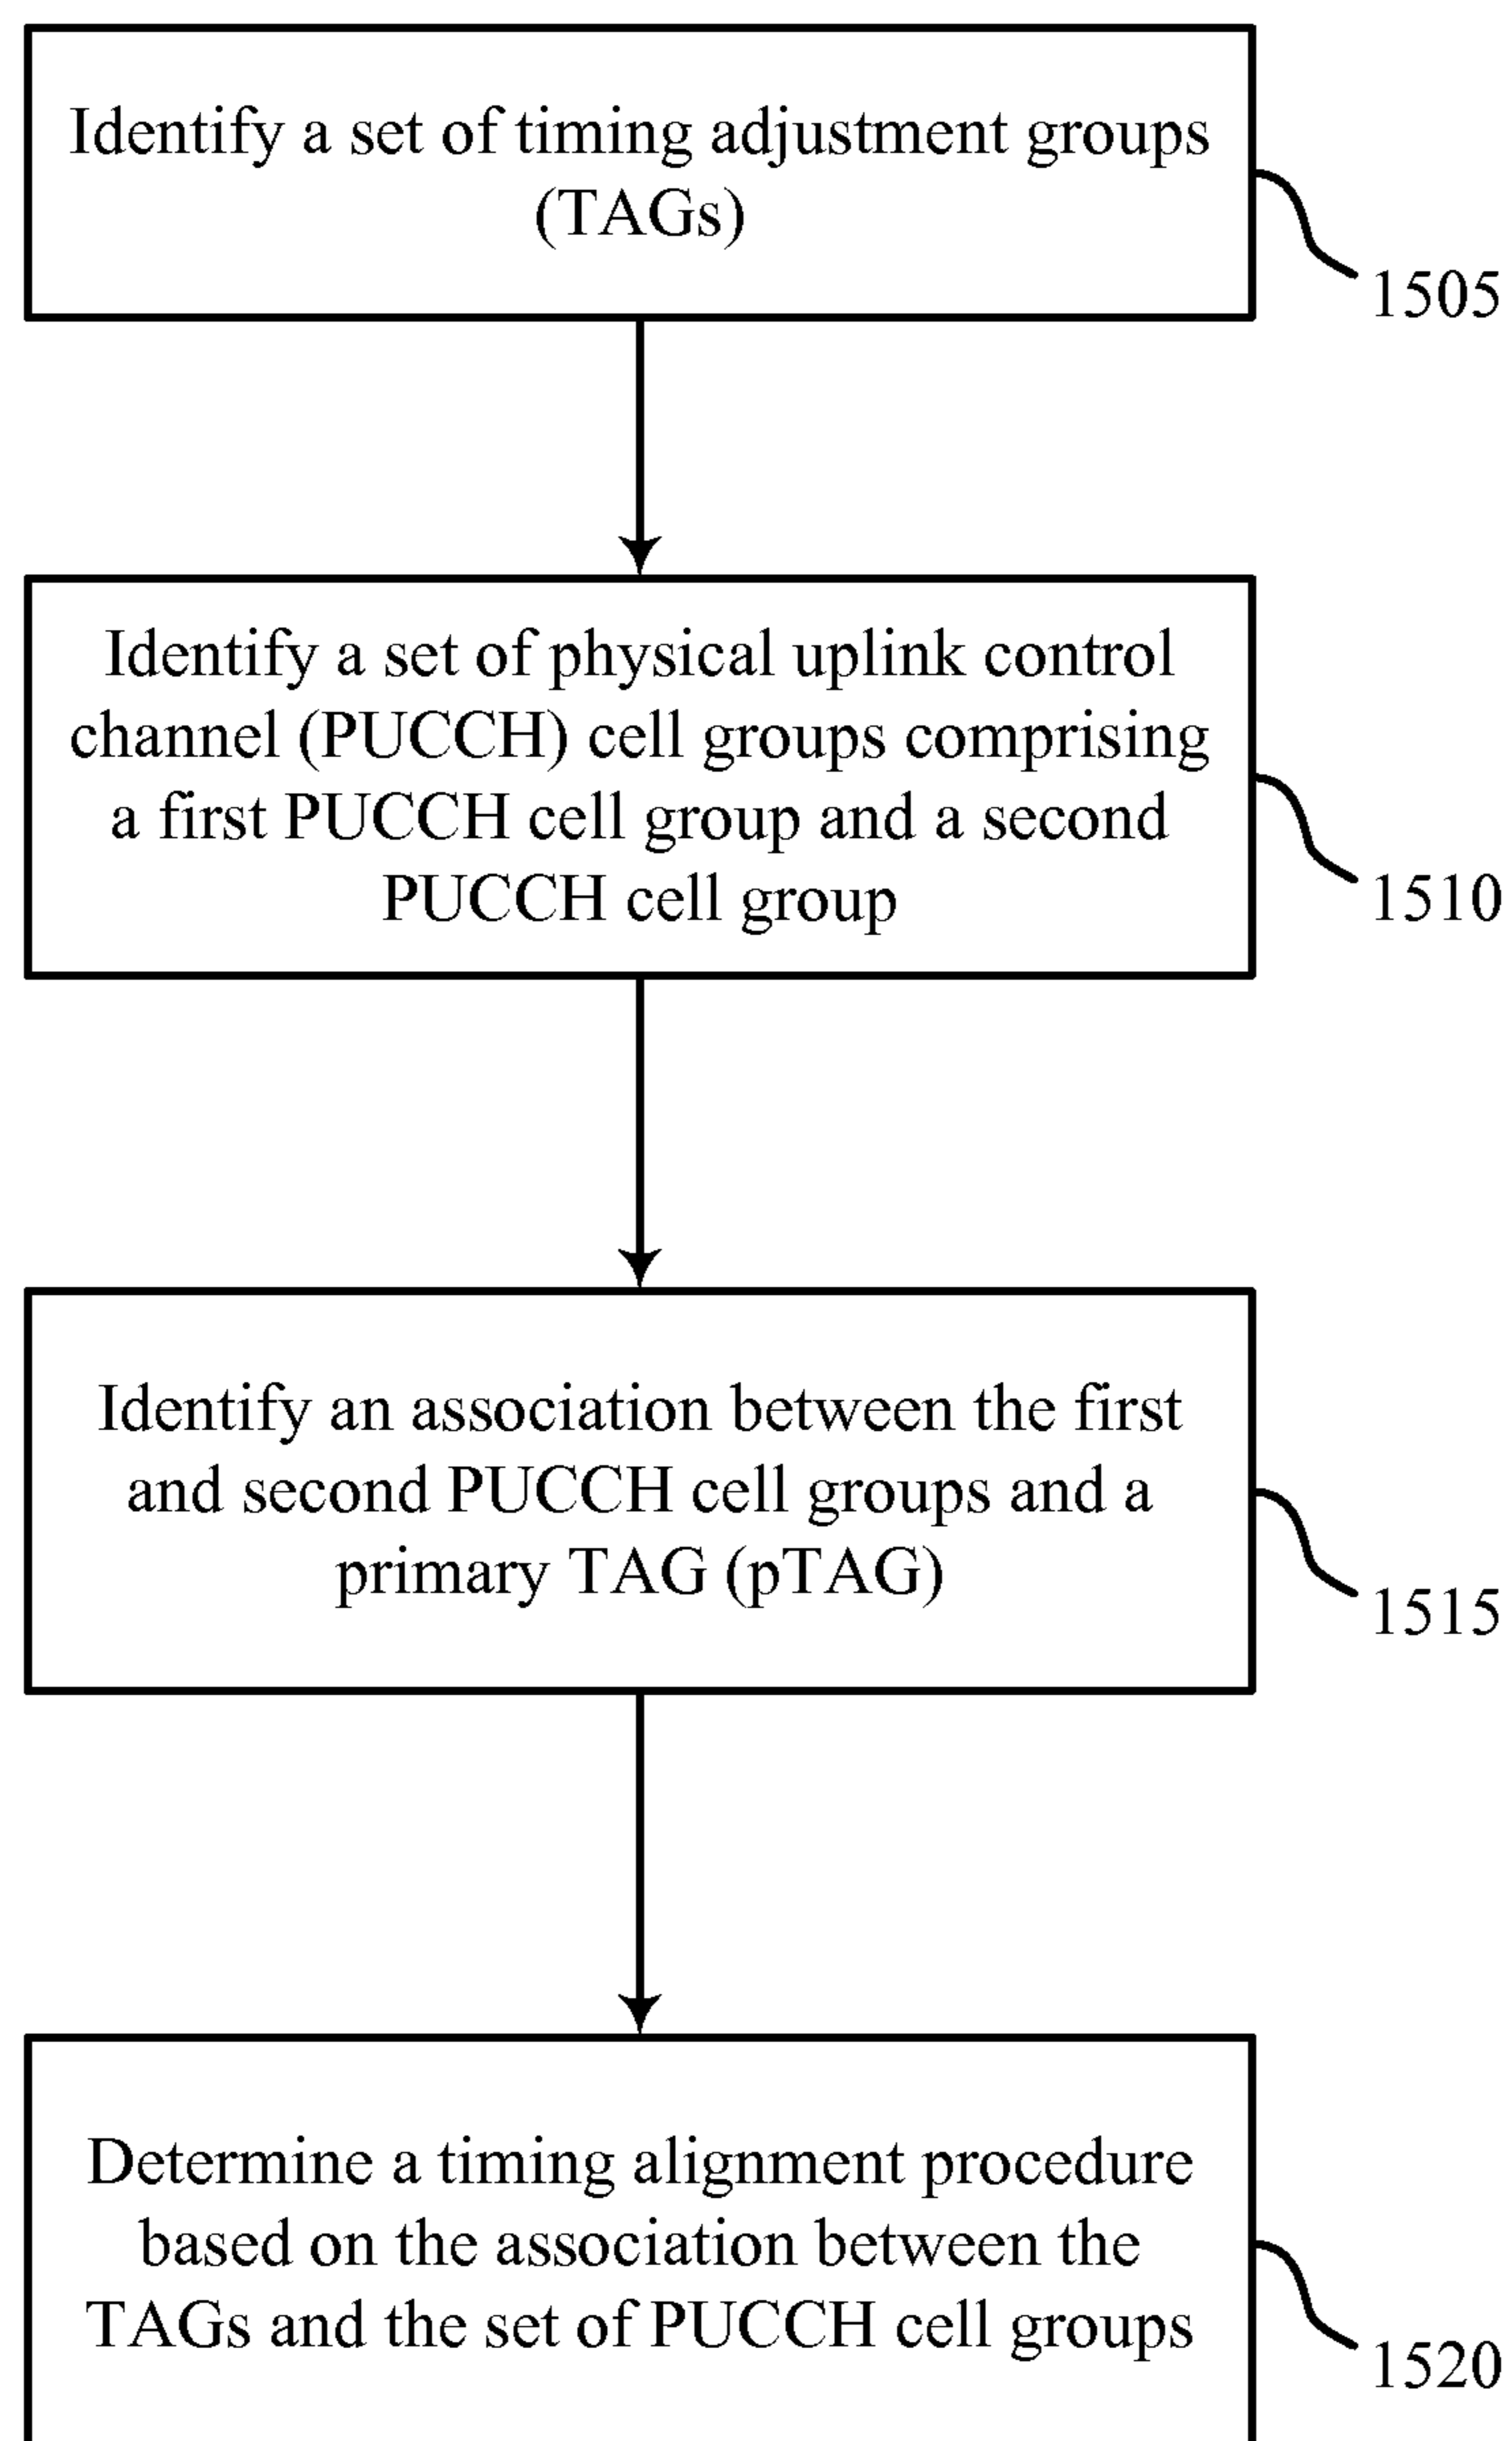 Identify a set of timing adjustment groups
(TAGs)
1505
Identify a set of physical uplink control
channel (PUCCH) cell groups comprising
a first PUCCH cell group and a second
PUCCH cell group
1510
Identify an association between the first
and second PUCCH cell groups and a
primary TAG (pTAG)
1515
Determine a timing alignment procedure
based on the association between the
TAGs and the set of PUCCH cell groups
1520